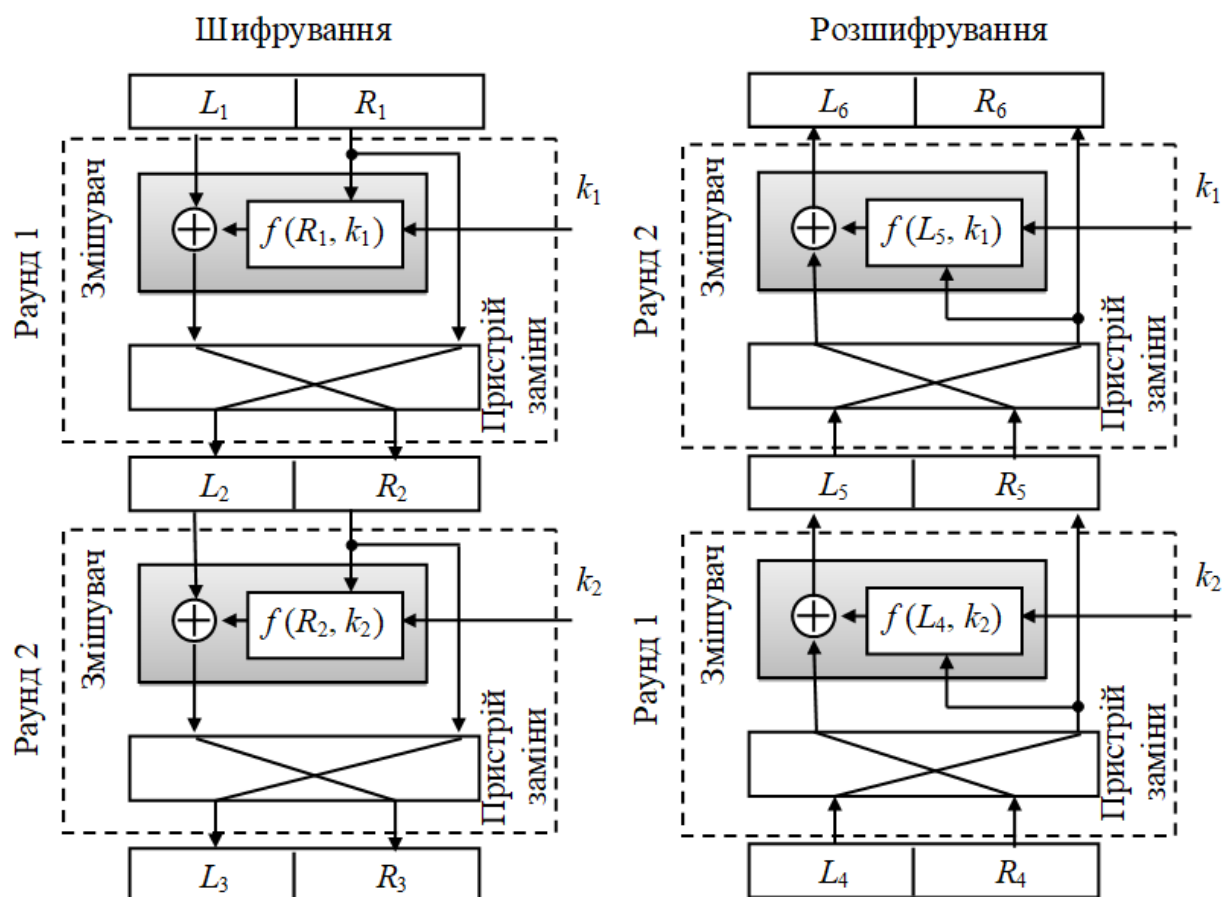 Шифрування
L1 R1
Раунд 1
Змішувач
f(R1, k1)
k1
Пристрій
заміни
L2 R2
Раунд 2
Змішувач
f(R2, k2)
k2
Пристрій
заміни
L3 R3
Розшифрування
L6 R6
Раунд 2
Змішувач
f(L5, k1)
k1
Пристрій
заміни
L5 R5
Раунд 1
Змішувач
f(L4, k2)
k2
Пристрій
заміни
L4 R4